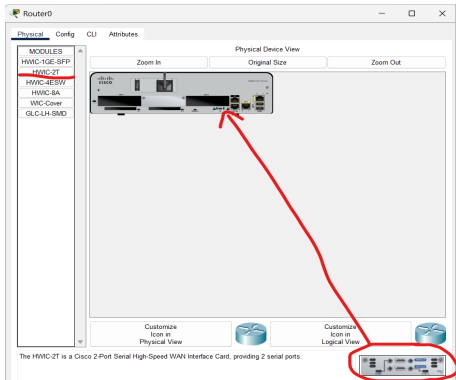 Router0
Physical Config CLI Attributes
MODULES
HWIC-1GE-SFP
HWIC-2T
HWIC-4ESW
HWIC-8A
WIC-Cover
GLC-LH-SMD
Physical Device View
Zoom In Original Size Zoom Out
CISCO
Customize
Icon in
Physical View
Customize
Icon in
Logical View
The HWIC-2T is a Cisco 2-Port Serial High-Speed WAN Interface Card, providing 2 serial ports.